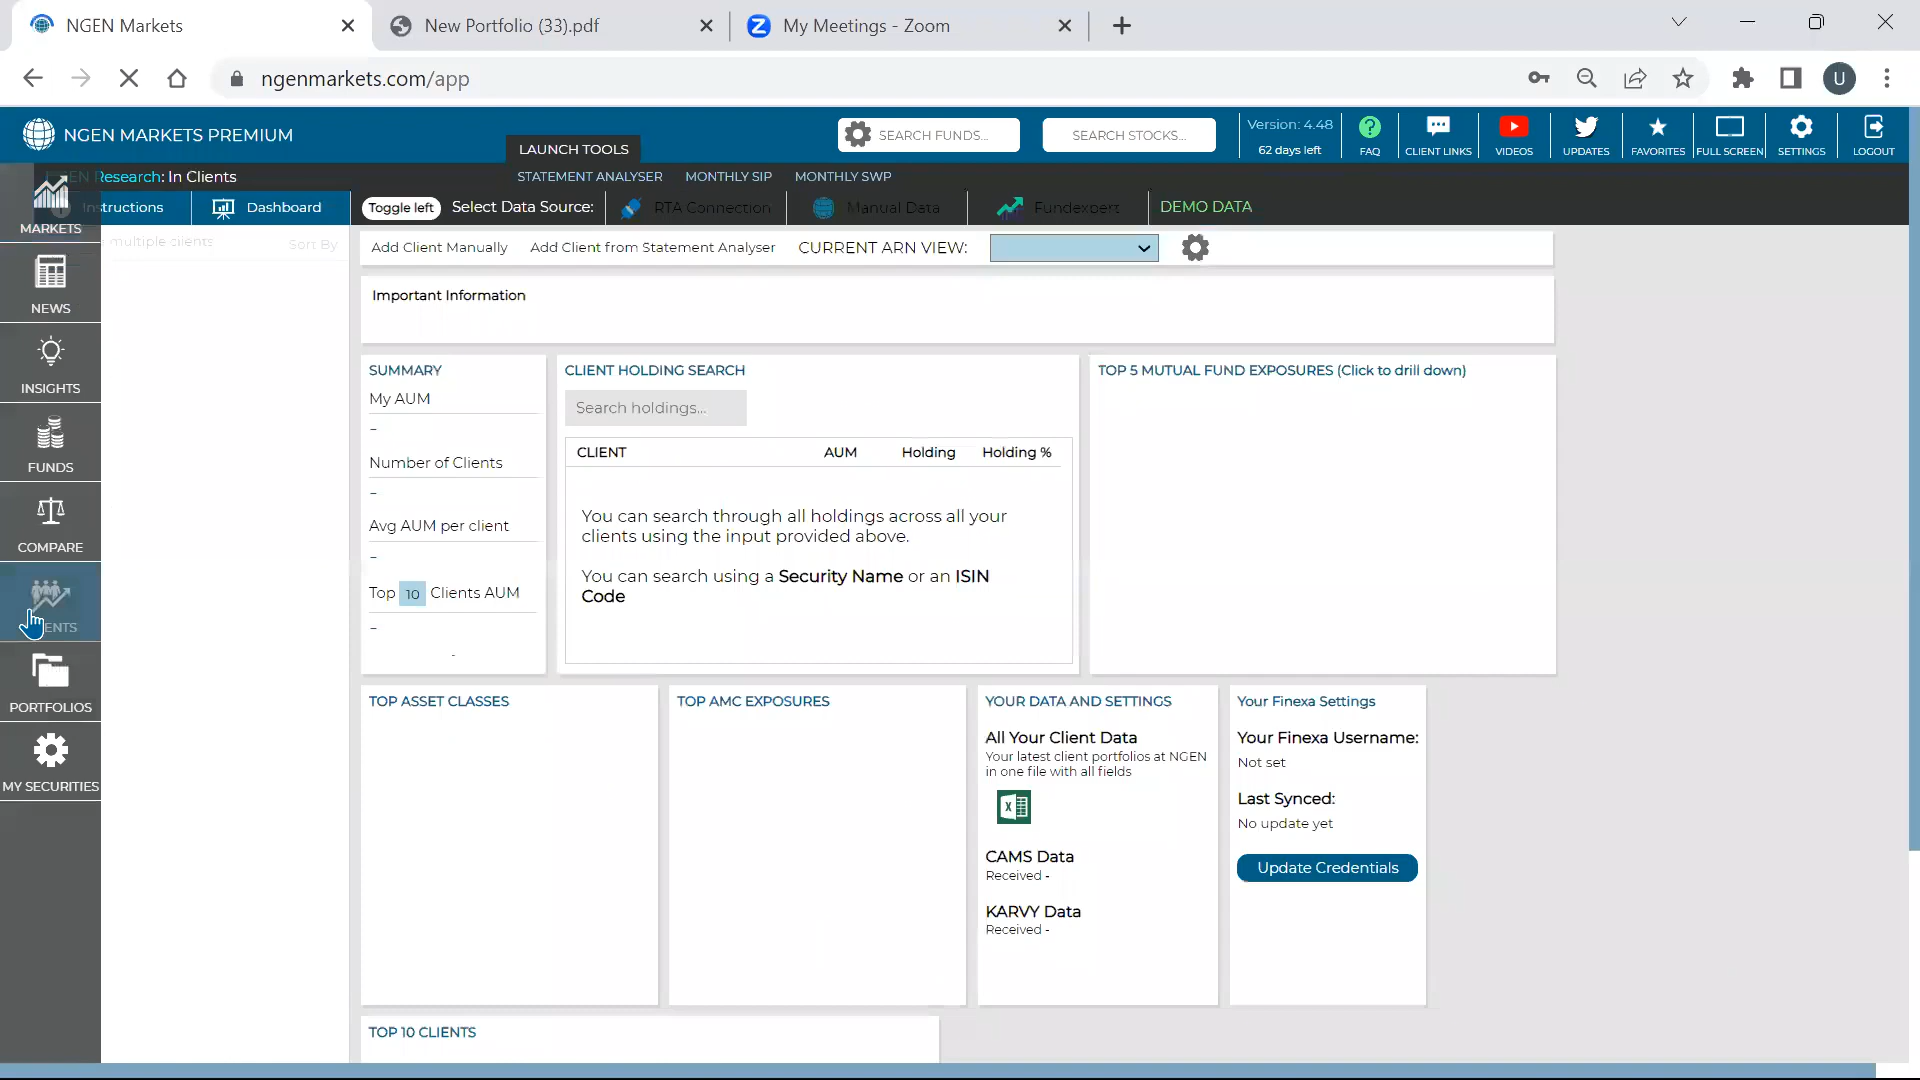 NGEN Markets
New Portfolio (33).pdf
My Meetings - Zoom
ngenmarkets.com/app
U
NGEN MARKETS PREMIUM
LAUNCH TOOLS
SEARCH FUNDS...
SEARCH STOCKS...
Version: 4.48
62 days left
FAQ
CLIENT LINKS
VIDEOS
UPDATES
FAVORITES
FULL SCREEN
SETTINGS
LOGOUT
EN Research: In Clients
STATEMENT ANALYSER
MONTHLY SIP
MONTHLY SWP
Instructions
Dashboard
Toggle left
Select Data Source:
RTA Connection
Manual Data
Fundexpert
DEMO DATA
multiple clients
Sort By
Add Client Manually
Add Client from Statement Analyser
CURRENT ARN VIEW:
MARKETS
NEWS
INSIGHTS
FUNDS
COMPARE
ENTS
PORTFOLIOS
MY SECURITIES
Important Information
SUMMARY
My AUM
-
Number of Clients
-
Avg AUM per client
-
Top 10 Clients AUM
-
-
CLIENT HOLDING SEARCH
Search holdings...
CLIENT AUM Holding Holding %
You can search through all holdings across all your
clients using the input provided above.
You can search using a Security Name or an ISIN
Code
TOP 5 MUTUAL FUND EXPOSURES (Click to drill down)
TOP ASSET CLASSES
TOP AMC EXPOSURES
YOUR DATA AND SETTINGS
All Your Client Data
Your latest client portfolios at NGEN
in one file with all fields
CAMS Data
Received -
KARVY Data
Received -
Your Finexa Settings
Your Finexa Username:
Not set
Last Synced:
No update yet
Update Credentials
TOP 10 CLIENTS